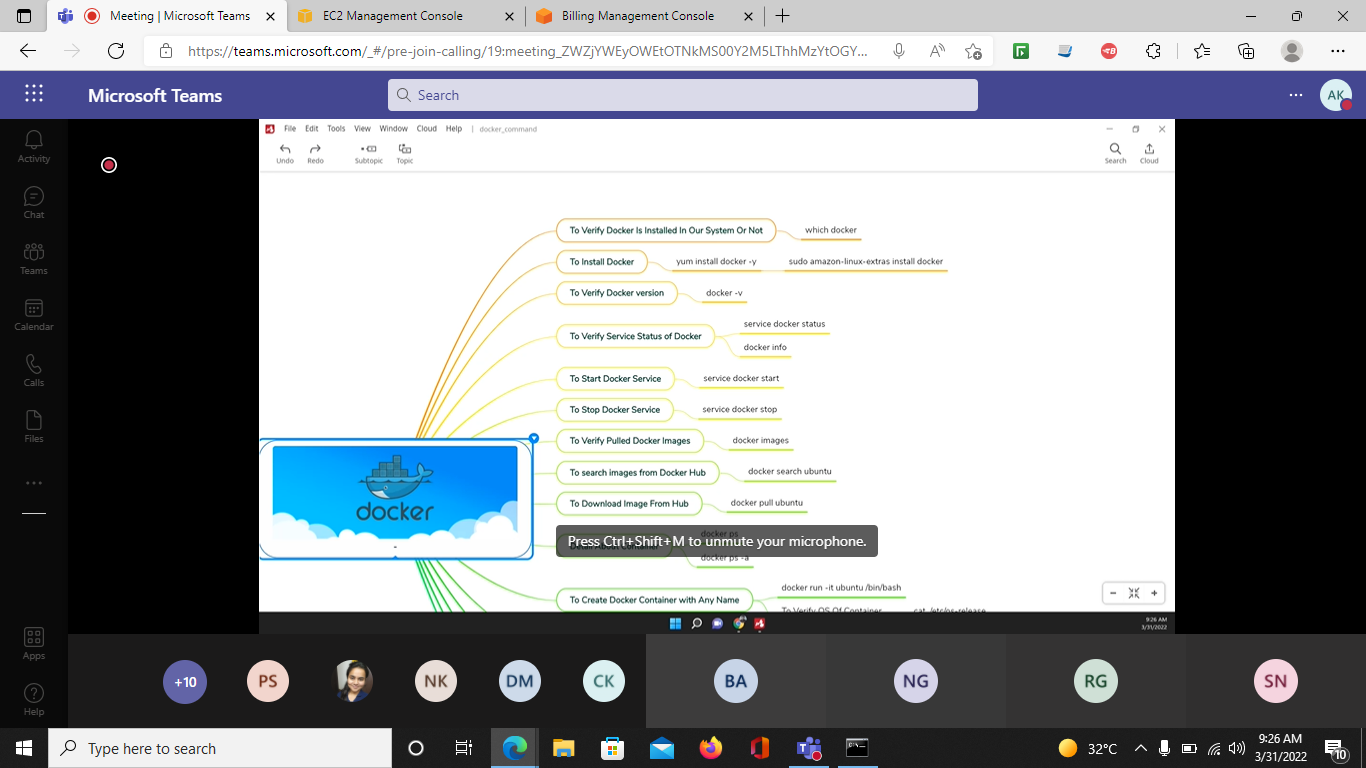 Meeting | Microsoft Teams
EC2 Management Console
Billing Management Console
https://teams.microsoft.com/_#/pre-join-calling/19:meeting_ZWZjYWEyOWEtOTNkMS00Y2M5LThhMzYtOGY...
Microsoft Teams
Search
AK
Activity
Chat
Teams
Calendar
Calls
Files
Apps
Help
File Edit Tools View Window Cloud Help | docker_command
Undo Redo Subtopic Topic Search Cloud
To Verify Docker Is Installed In Our System Or Not which docker
To Install Docker yum install docker -y sudo amazon-linux-extras install docker
To Verify Docker version docker -v
To Verify Service Status of Docker service docker status
docker info
To Start Docker Service service docker start
To Stop Docker Service service docker stop
To Verify Pulled Docker Images docker images
To search images from Docker Hub docker search ubuntu
To Download Image From Hub docker pull ubuntu
docker
Detail About Container docker ps
docker ps -a
Press Ctrl+Shift+M to unmute your microphone.
To Create Docker Container with Any Name docker run -it ubuntu /bin/bash
To Verify OS Of Container cat /etc/os-release
9:26 AM
3/31/2022
+10 PS NK DM CK BA NG RG SN
Type here to search
32°C
9:26 AM
3/31/2022
10